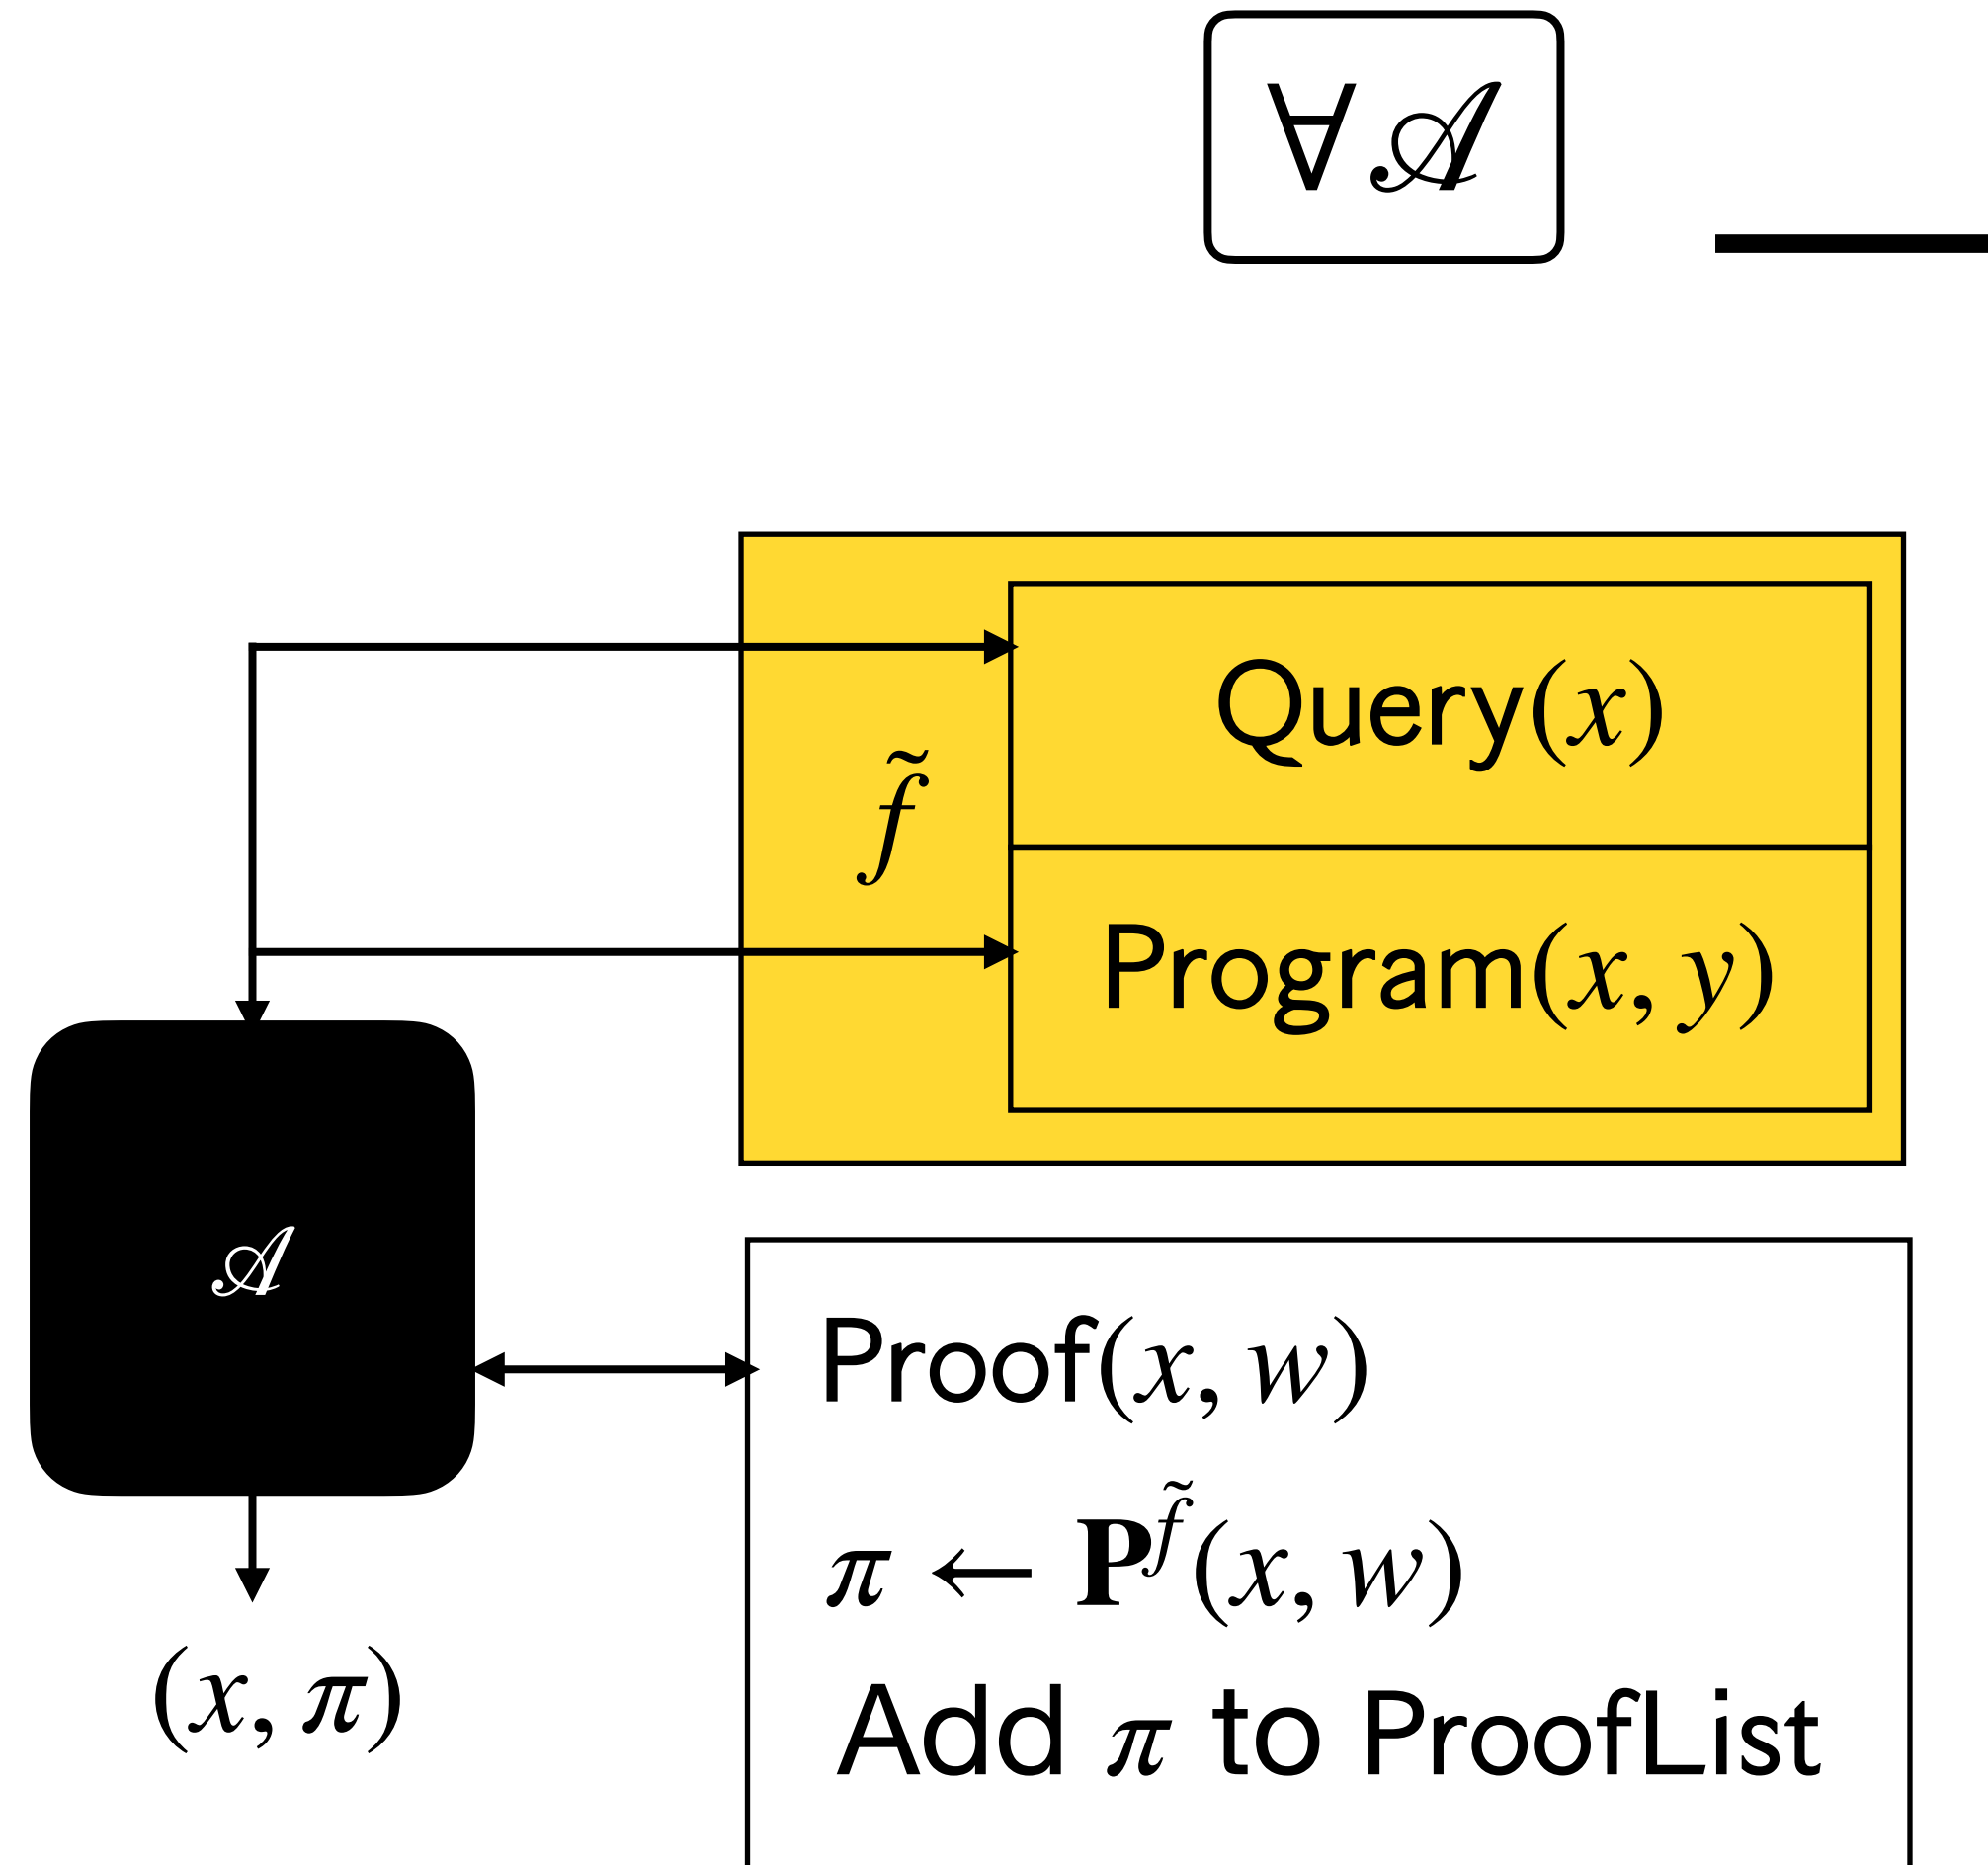 ∀𝒜
Query(x)
f̃
Program(x, y)
𝒜
Proof(x, w)
π ← P^f̃(x, w)
(x, π)
Add π to ProofList